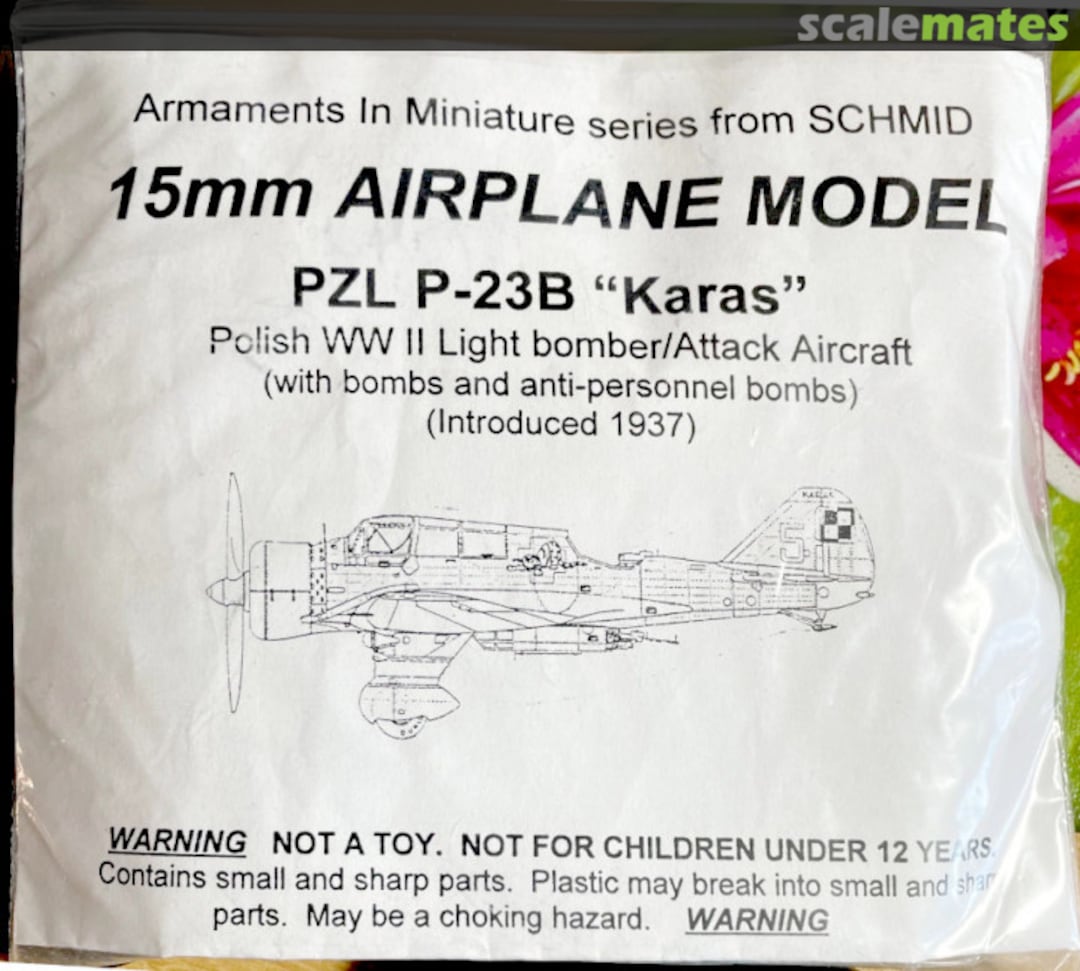 scalemates
Armaments In Miniature series from SCHMID
15mm AIRPLANE MODEL
PZL P-23B “Karas”
Polish WW II Light bomber/Attack Aircraft
(with bombs and anti-personnel bombs)
(Introduced 1937)
5
WARNING NOT A TOY. NOT FOR CHILDREN UNDER 12 YEARS.
Contains small and sharp parts. Plastic may break into small and sharp
parts. May be a choking hazard. WARNING